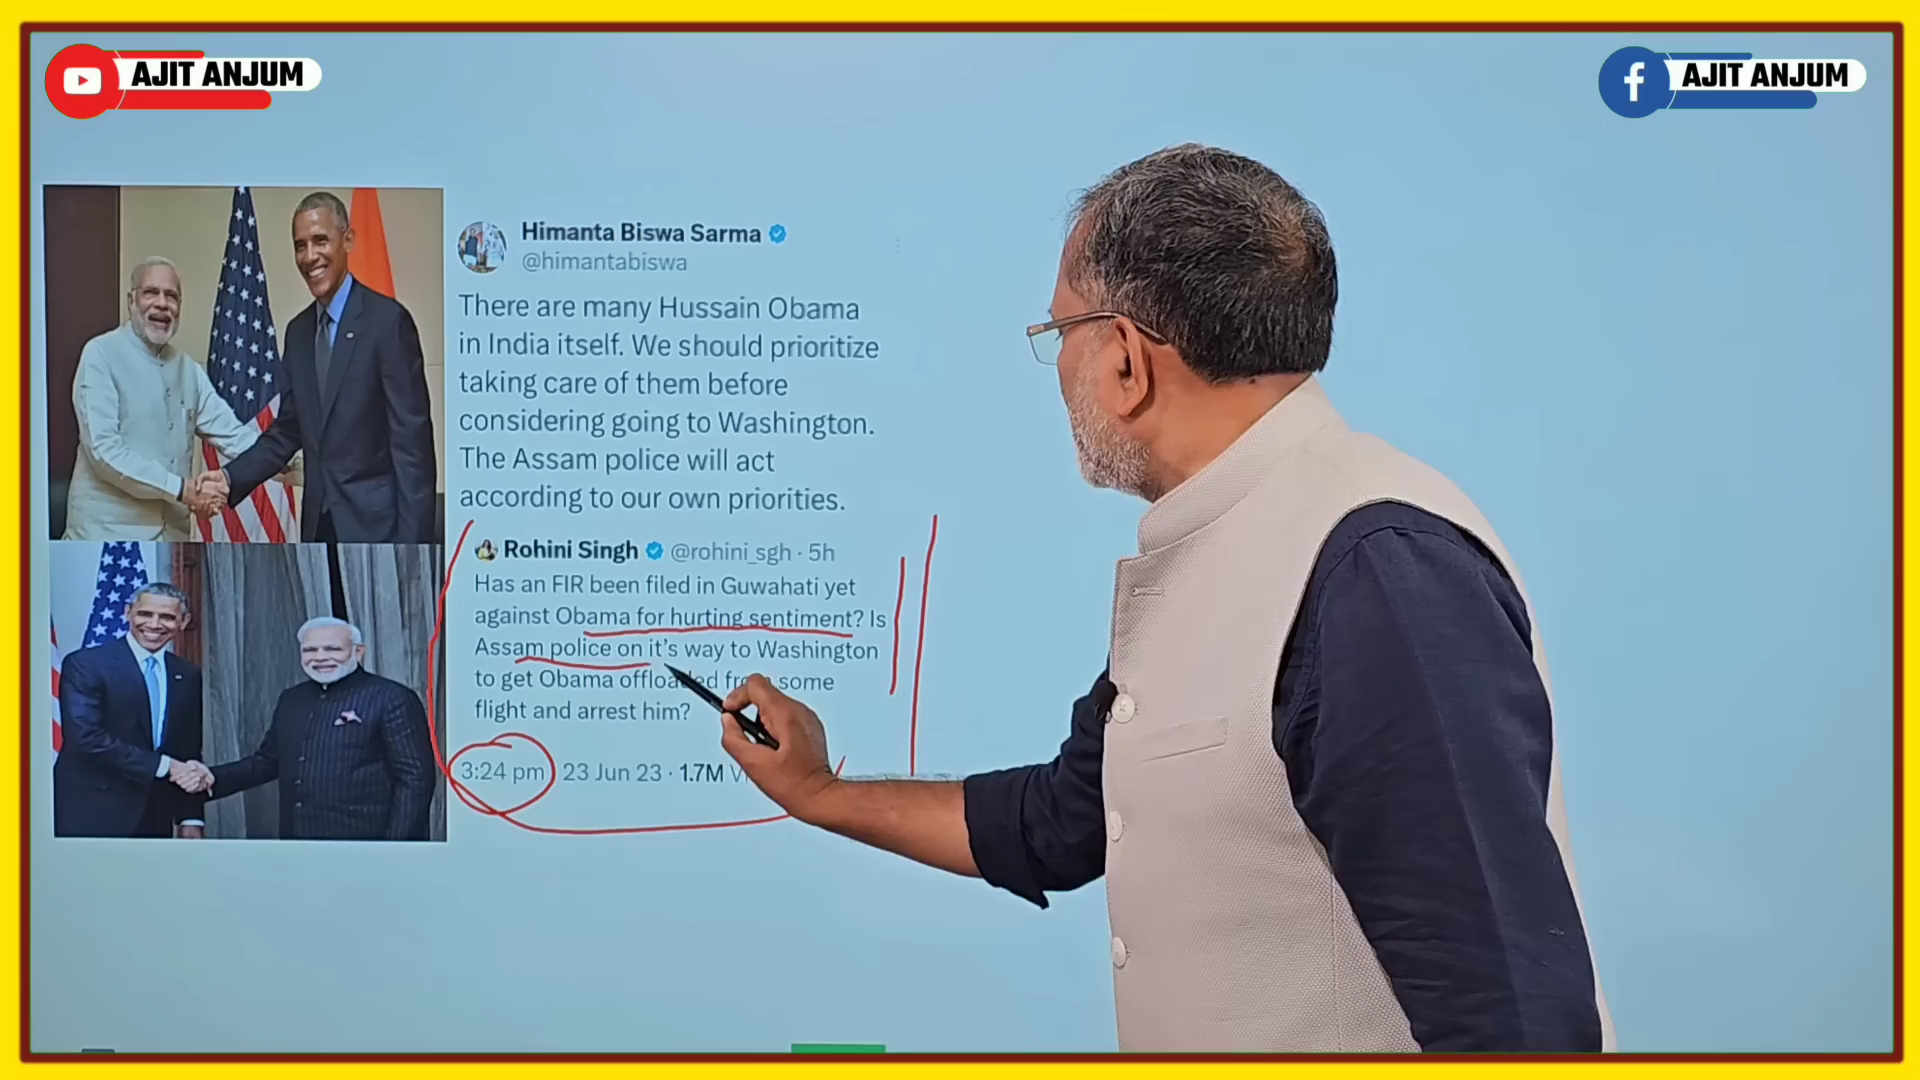 AJIT ANJUM
AJIT ANJUM
Himanta Biswa Sarma
@himantabiswa
There are many Hussain Obama
in India itself. We should prioritize
taking care of them before
considering going to Washington.
The Assam police will act
according to our own priorities.
Rohini Singh @rohini_sgh · 5h
Has an FIR been filed in Guwahati yet
against Obama for hurting sentiment? Is
Assam police on it's way to Washington
to get Obama offloaded from some
flight and arrest him?
3:24 pm 23 Jun 23 · 1.7M